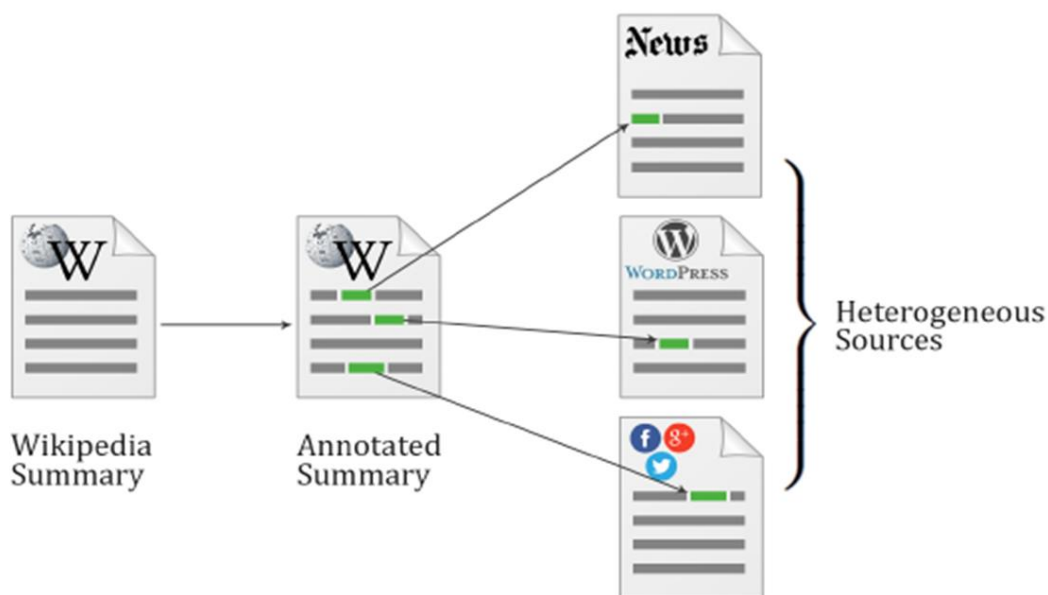 News
W
W
W
WORDPRESS
Heterogeneous
Sources
Wikipedia
Summary
Annotated
Summary
f
g+